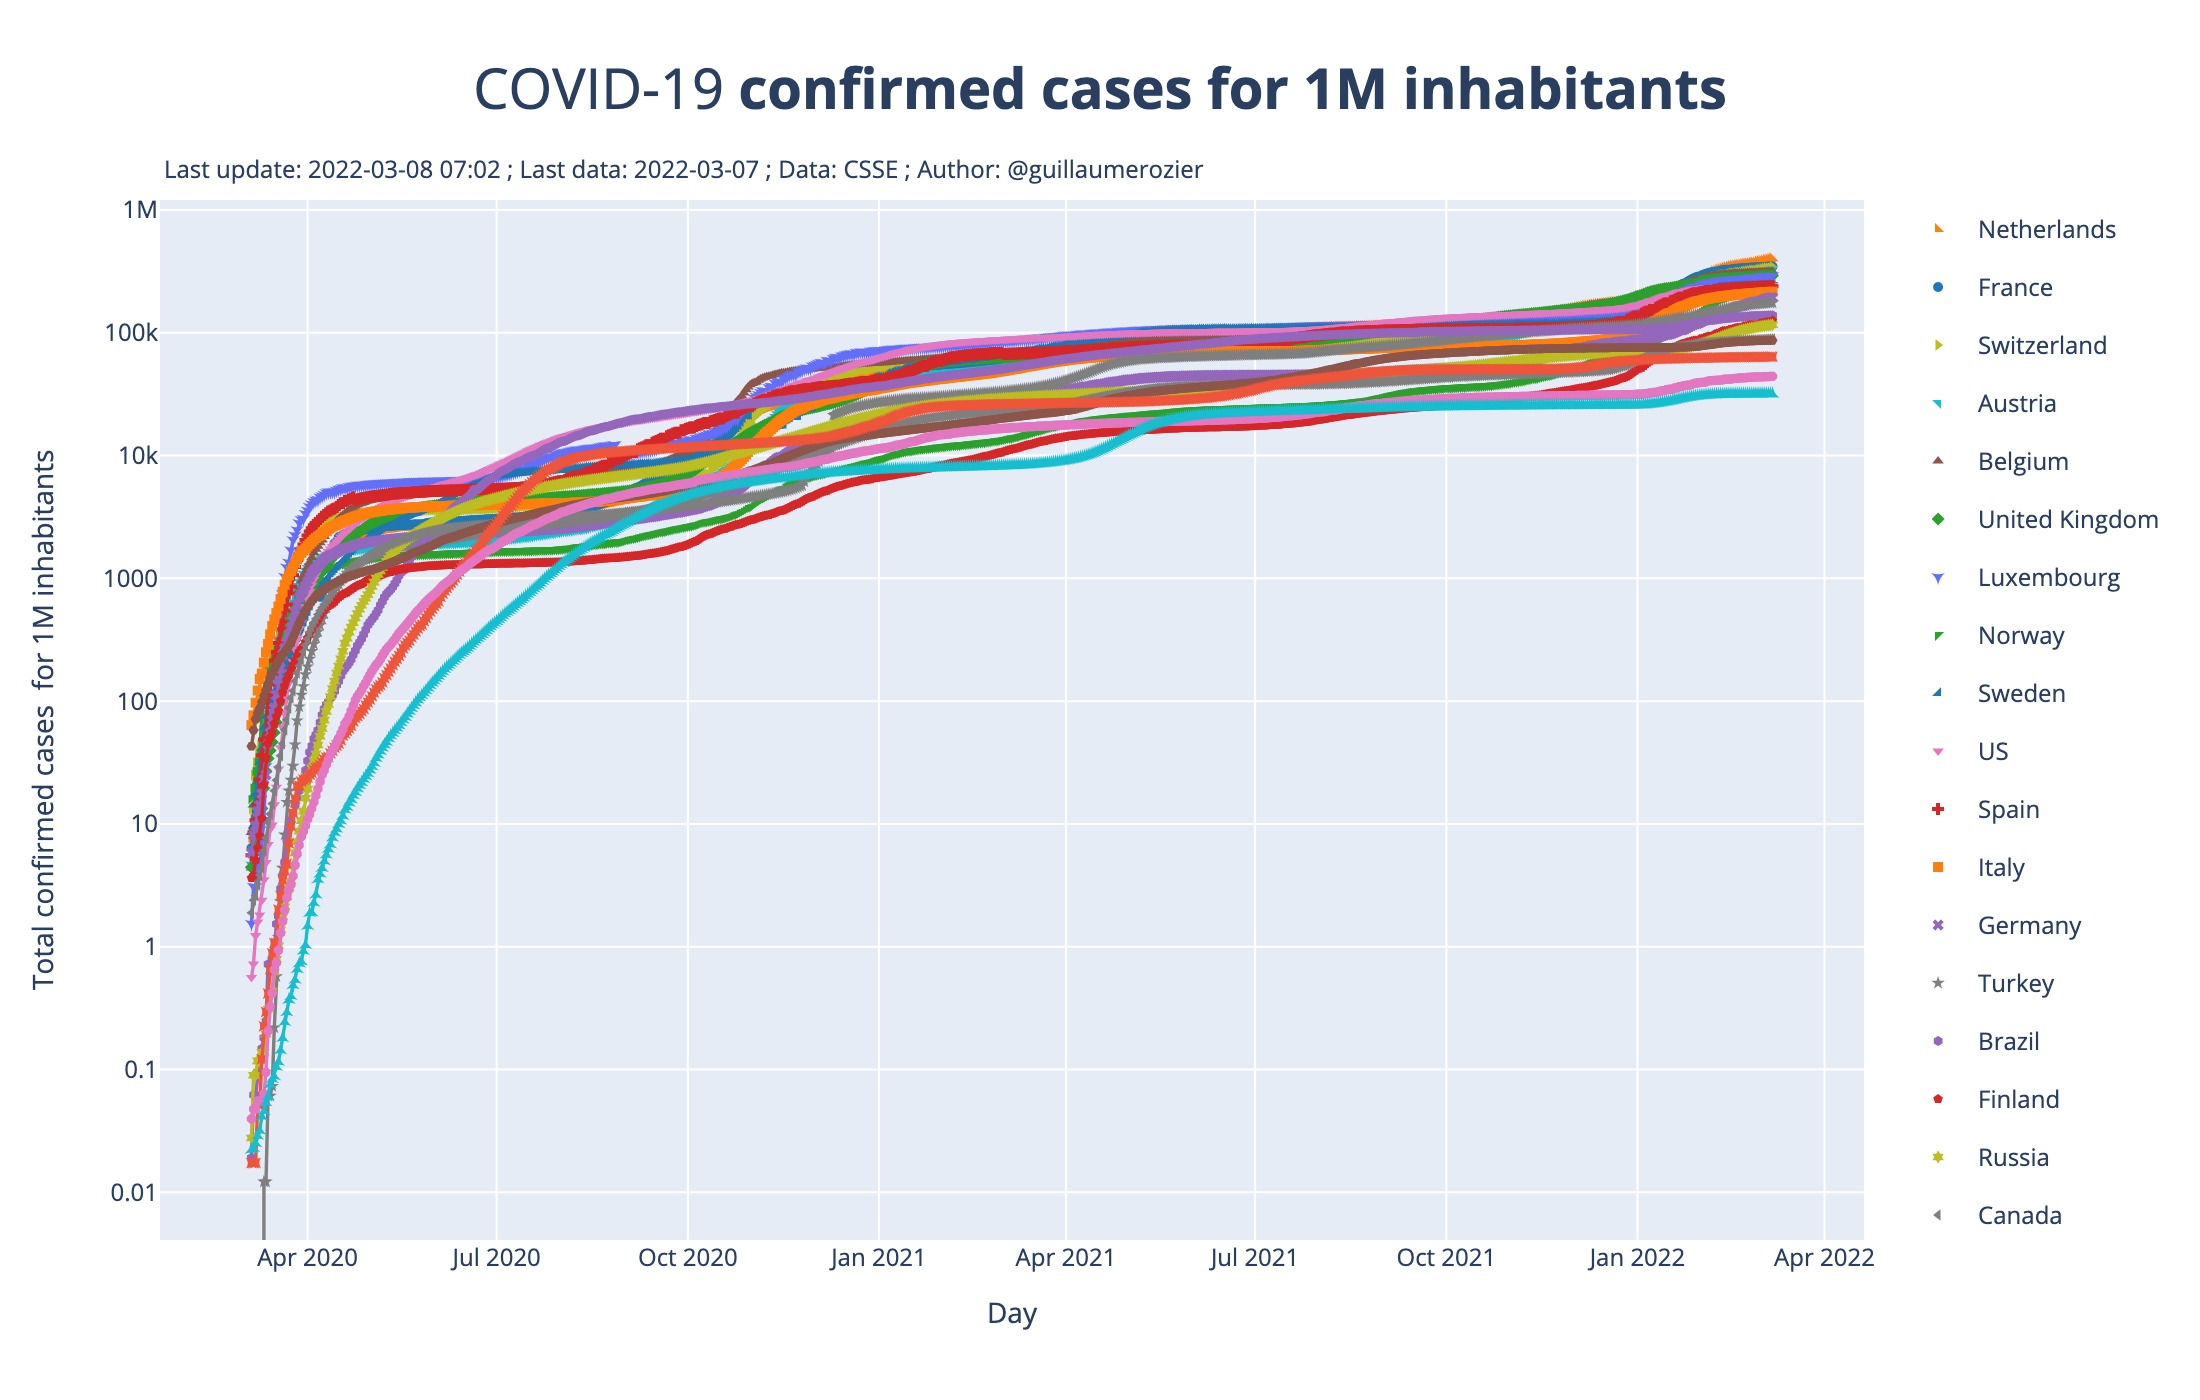 COVID-19 confirmed cases for 1M inhabitants
Last update: 2022-03-08 07:02 ; Last data: 2022-03-07 ; Data: CSSE ; Author: @guillaumerozier
Total confirmed cases for 1M inhabitants
1M
100k
10k
1000
100
10
1
0.1
0.01
Apr 2020
Jul 2020
Oct 2020
Jan 2021
Apr 2021
Jul 2021
Oct 2021
Jan 2022
Apr 2022
Day
Netherlands
France
Switzerland
Austria
Belgium
United Kingdom
Luxembourg
Norway
Sweden
US
Spain
Italy
Germany
Turkey
Brazil
Finland
Russia
Canada